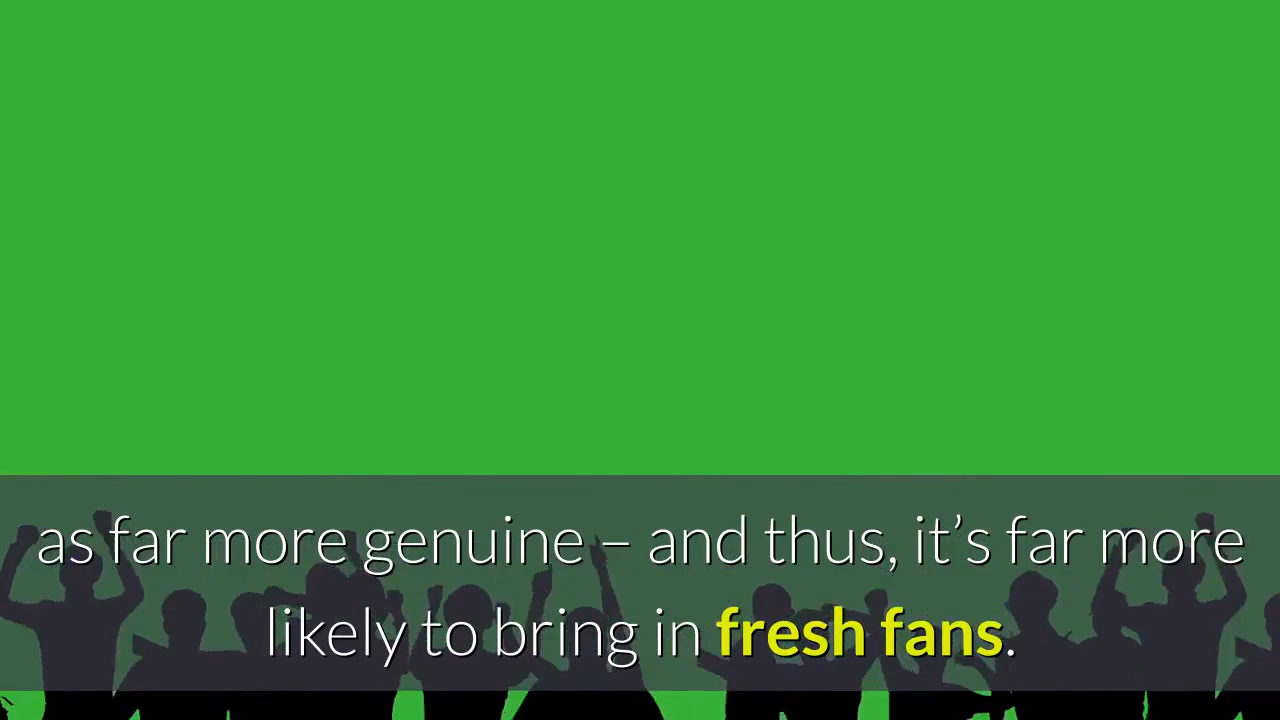 as far more genuine – and thus, it’s far more
likely to bring in fresh fans.